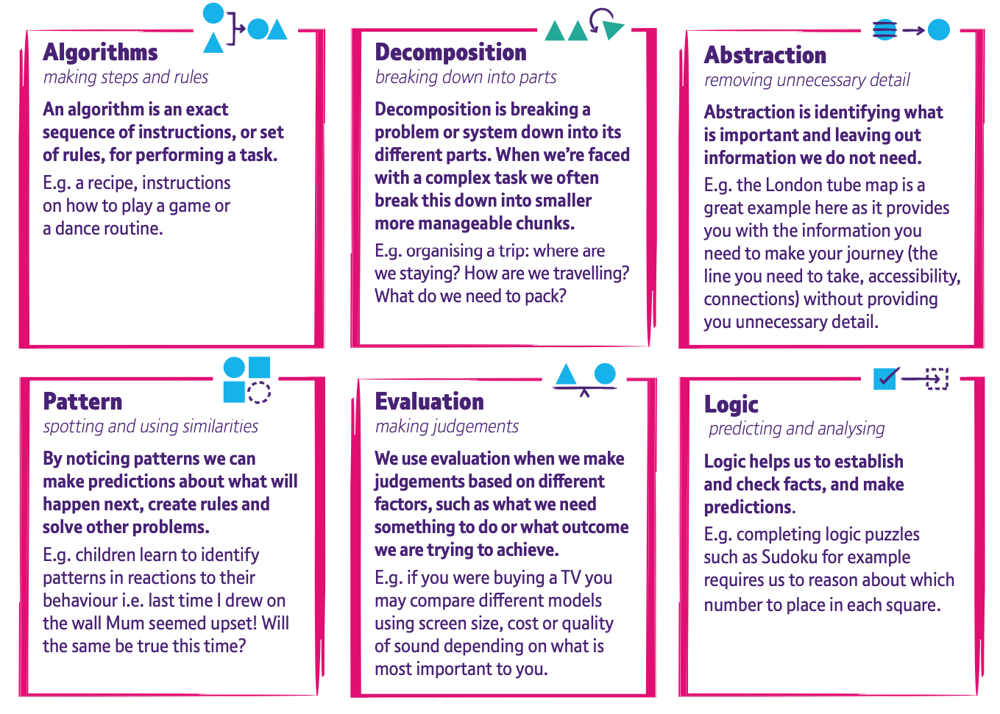 Algorithms
making steps and rules
An algorithm is an exact
sequence of instructions, or set
of rules, for performing a task.
E.g. a recipe, instructions
on how to play a game or
a dance routine.
Decomposition
breaking down into parts
Decomposition is breaking a
problem or system down into its
different parts. When we’re faced
with a complex task we often
break this down into smaller
more manageable chunks.
E.g. organising a trip: where are
we staying? How are we travelling?
What do we need to pack?
Abstraction
removing unnecessary detail
Abstraction is identifying what
is important and leaving out
information we do not need.
E.g. the London tube map is a
great example here as it provides
you with the information you
need to make your journey (the
line you need to take, accessibility,
connections) without providing
you unnecessary detail.
Pattern
spotting and using similarities
By noticing patterns we can
make predictions about what will
happen next, create rules and
solve other problems.
E.g. children learn to identify
patterns in reactions to their
behaviour i.e. last time I drew on
the wall Mum seemed upset! Will
the same be true this time?
Evaluation
making judgements
We use evaluation when we make
judgements based on different
factors, such as what we need
something to do or what outcome
we are trying to achieve.
E.g. if you were buying a TV you
may compare different models
using screen size, cost or quality
of sound depending on what is
most important to you.
Logic
predicting and analysing
Logic helps us to establish
and check facts, and make
predictions.
E.g. completing logic puzzles
such as Sudoku for example
requires us to reason about which
number to place in each square.